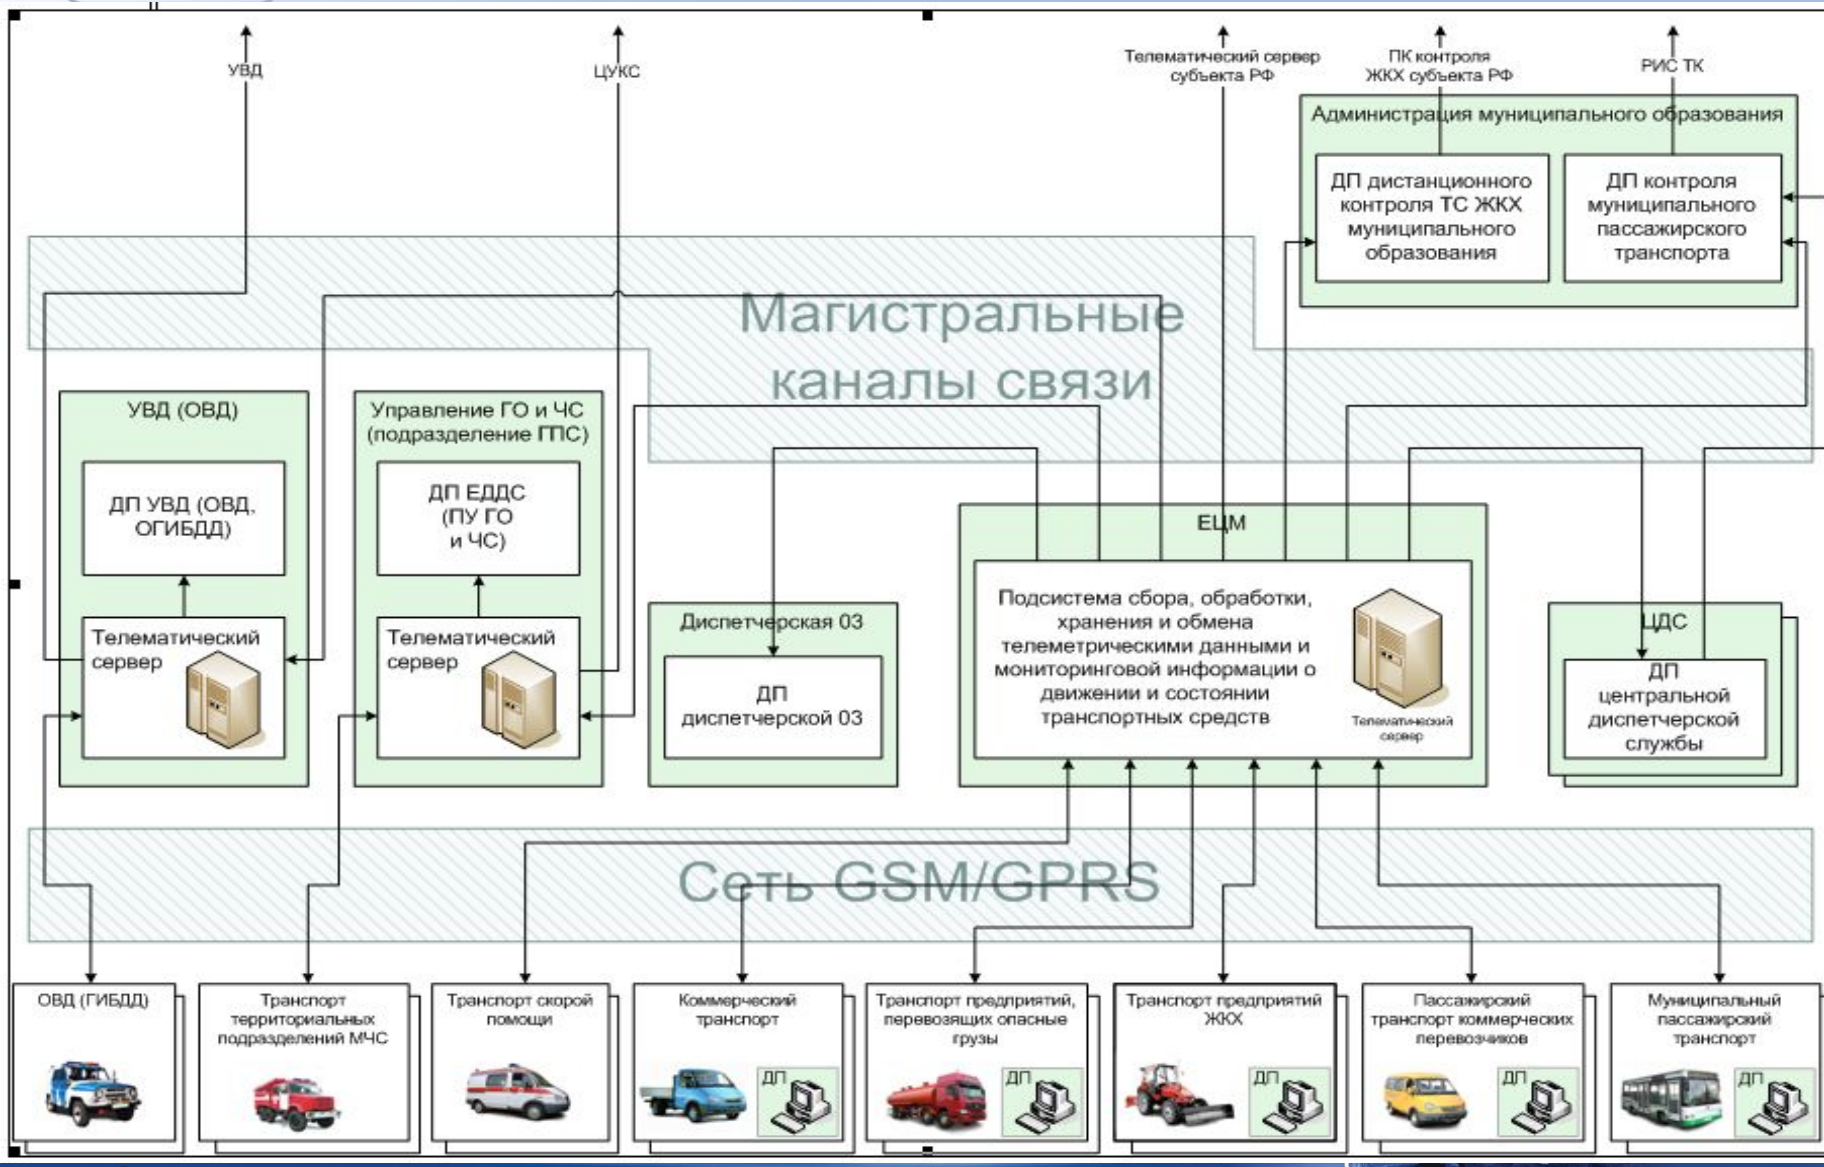 УВД
ЦУКС
Телематический сервер
субъекта РФ
ПК контроля
ЖКХ субъекта РФ
РИС ТК
Администрация муниципального образования
ДП дистанционного
контроля ТС ЖКХ
муниципального
образования
ДП контроля
муниципального
пассажирского
транспорта
Магистральные
каналы связи
УВД (ОВД)
ДП УВД (ОВД,
ОГИБДД)
Телематический
сервер
Управление ГО и ЧС
(подразделение ГПС)
ДП ЕДДС
(ПУ ГО
и ЧС)
Телематический
сервер
Диспетчерская 03
ДП
диспетчерской 03
ЕЦМ
Подсистема сбора, обработки,
хранения и обмена
телеметрическими данными и
мониторинговой информации о
движении и состоянии
транспортных средств
Телематический
сервер
ЦДС
ДП
центральной
диспетчерской
службы
Сеть GSM/GPRS
ОВД (ГИБДД)
Транспорт
территориальных
подразделений МЧС
Транспорт скорой
помощи
Коммерческий
транспорт
ДП
Транспорт предприятий,
перевозящих опасные
грузы
ДП
Транспорт предприятий
ЖКХ
ДП
Пассажирский
транспорт коммерческих
перевозчиков
ДП
Муниципальный
пассажирский
транспорт
ДП